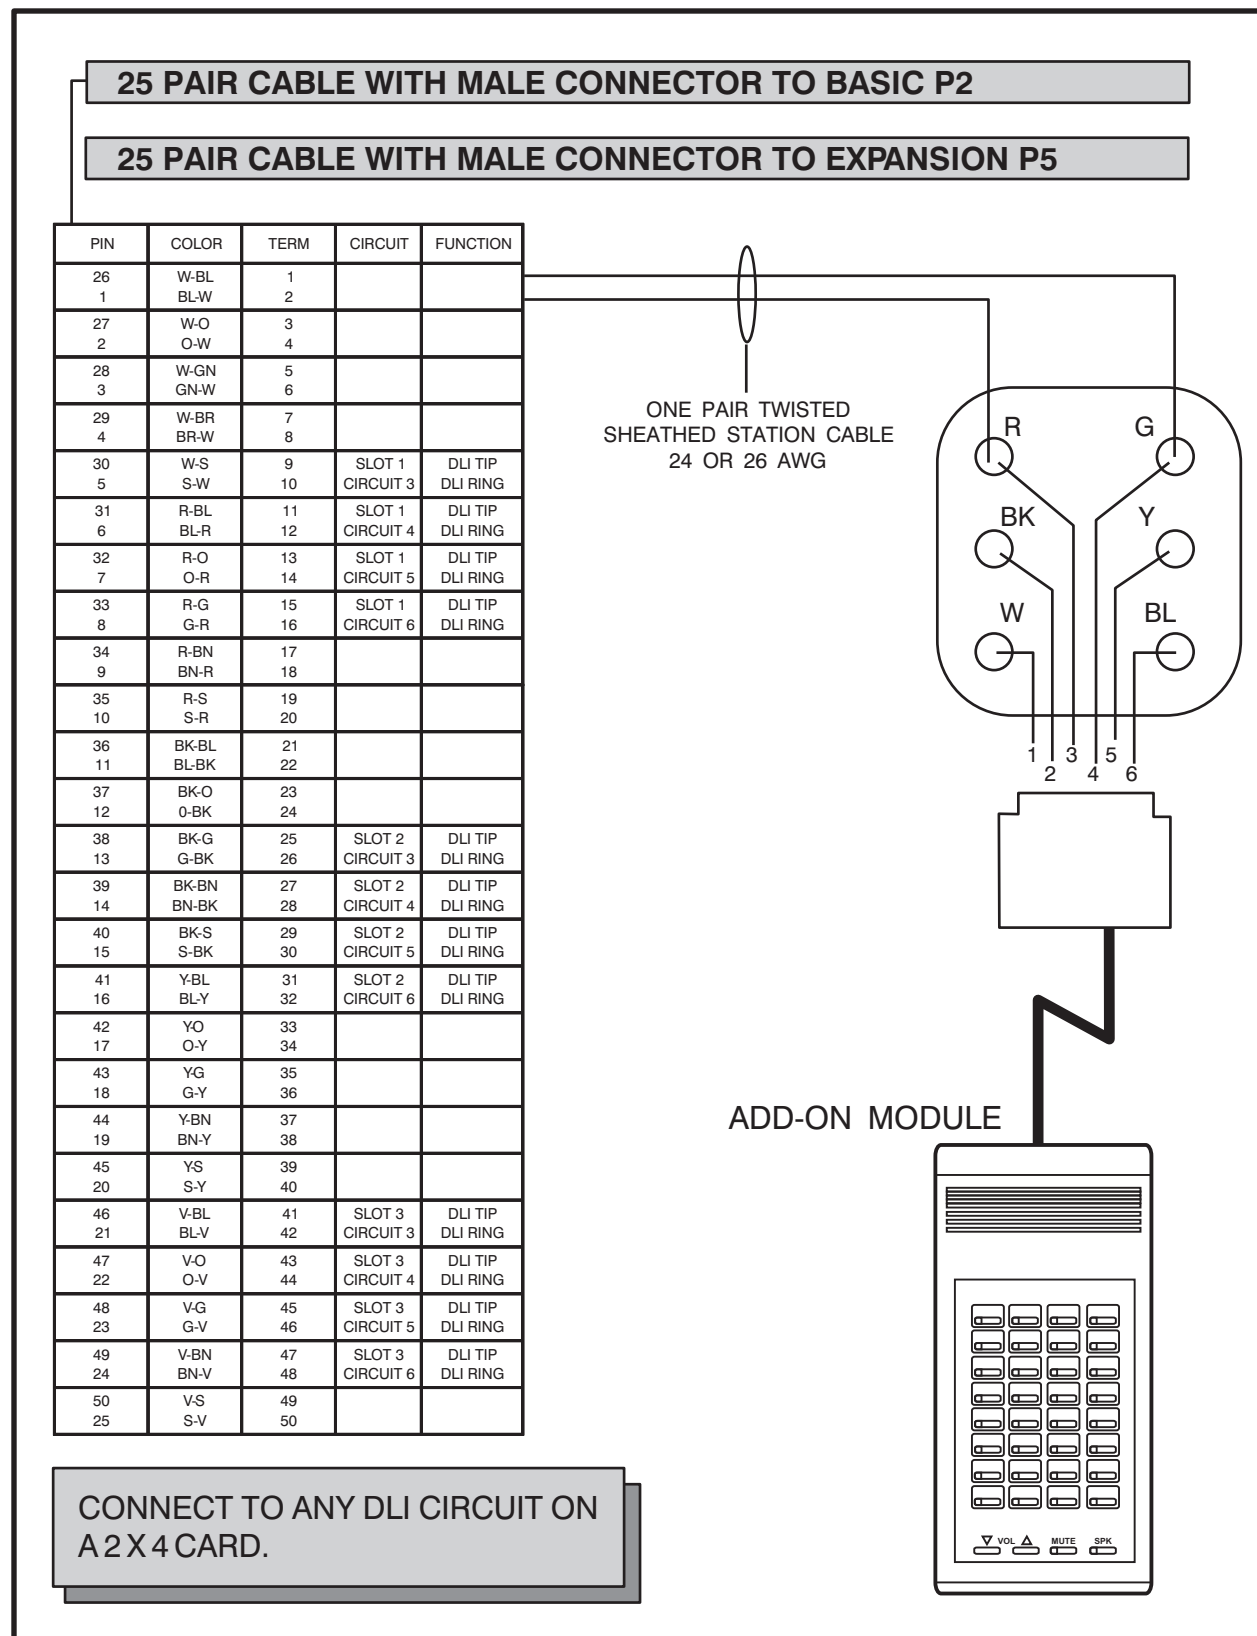 25 PAIR CABLE WITH MALE CONNECTOR TO BASIC P2
25 PAIR CABLE WITH MALE CONNECTOR TO EXPANSION P5
PIN COLOR TERM CIRCUIT FUNCTION
26 W-BL 1
1 BL-W 2
27 W-O 3
2 O-W 4
28 W-GN 5
3 GN-W 6
29 W-BR 7
4 BR-W 8
30 W-S 9 SLOT 1 DLI TIP
5 S-W 10 CIRCUIT 3 DLI RING
31 R-BL 11 SLOT 1 DLI TIP
6 BL-R 12 CIRCUIT 4 DLI RING
32 R-O 13 SLOT 1 DLI TIP
7 O-R 14 CIRCUIT 5 DLI RING
33 R-G 15 SLOT 1 DLI TIP
8 G-R 16 CIRCUIT 6 DLI RING
34 R-BN 17
9 BN-R 18
35 R-S 19
10 S-R 20
36 BK-BL 21
11 BL-BK 22
37 BK-O 23
12 0-BK 24
38 BK-G 25 SLOT 2 DLI TIP
13 G-BK 26 CIRCUIT 3 DLI RING
39 BK-BN 27 SLOT 2 DLI TIP
14 BN-BK 28 CIRCUIT 4 DLI RING
40 BK-S 29 SLOT 2 DLI TIP
15 S-BK 30 CIRCUIT 5 DLI RING
41 Y-BL 31 SLOT 2 DLI TIP
16 BL-Y 32 CIRCUIT 6 DLI RING
42 Y-O 33
17 O-Y 34
43 Y-G 35
18 G-Y 36
44 Y-BN 37
19 BN-Y 38
45 Y-S 39
20 S-Y 40
46 V-BL 41 SLOT 3 DLI TIP
21 BL-V 42 CIRCUIT 3 DLI RING
47 V-O 43 SLOT 3 DLI TIP
22 O-V 44 CIRCUIT 4 DLI RING
48 V-G 45 SLOT 3 DLI TIP
23 G-V 46 CIRCUIT 5 DLI RING
49 V-BN 47 SLOT 3 DLI TIP
24 BN-V 48 CIRCUIT 6 DLI RING
50 V-S 49
25 S-V 50
ONE PAIR TWISTED
SHEATHED STATION CABLE
24 OR 26 AWG
R G
BK Y
W BL
1 2 3 4 5 6
ADD-ON MODULE
VOL MUTE SPK
CONNECT TO ANY DLI CIRCUIT ON
A 2 X 4 CARD.